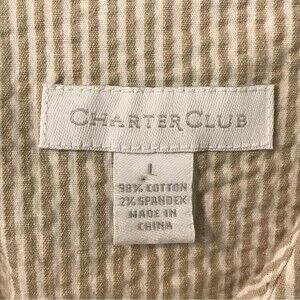 CHARTER CLUB
L
98% COTTON
2% SPANDEX
MADE IN
CHINA